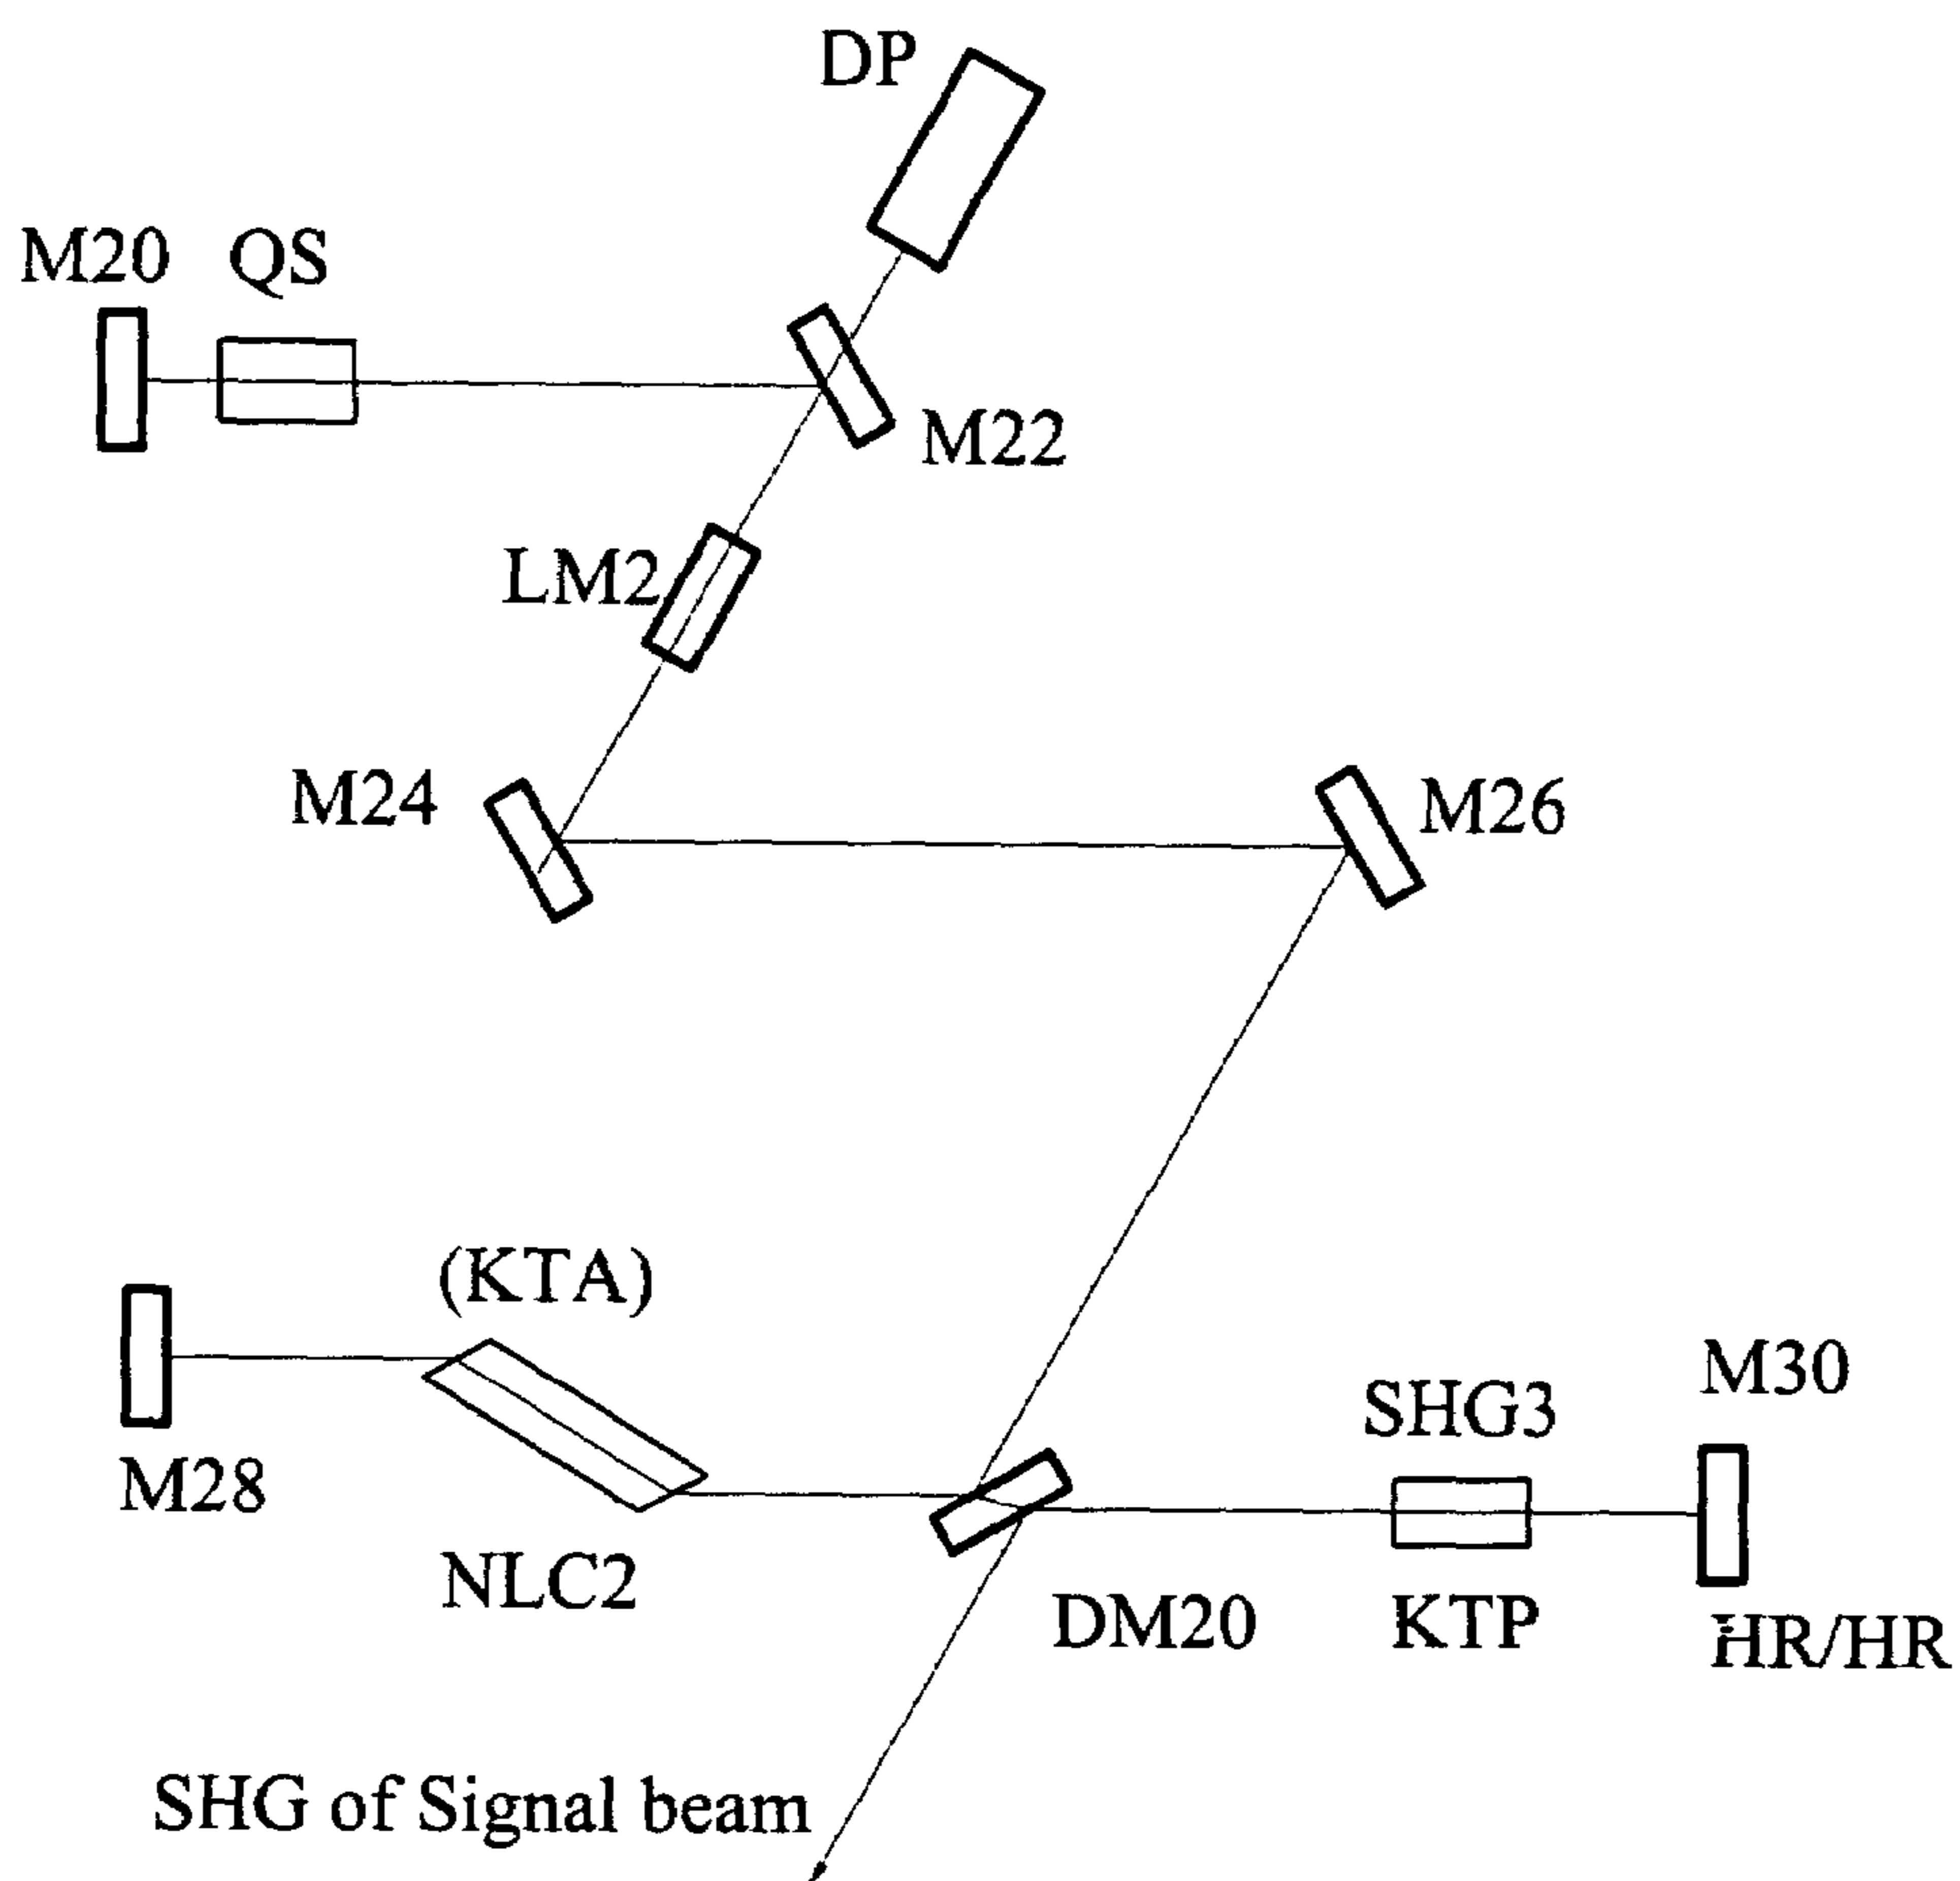 DP
M20
QS
M22
LM2
M24
M26
(KTA)
M30
SHG3
M28
NLC2
DM20
KTP
HR/HR
SHG of Signal beam